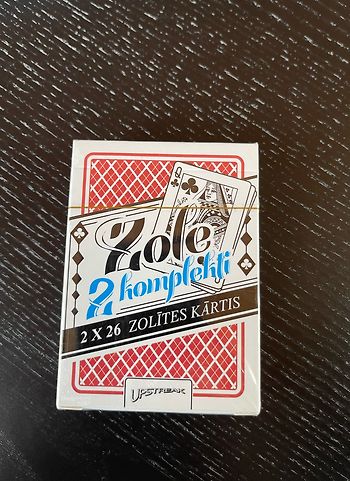 Q
Zole
2 komplekti
2 X 26 ZOLĪTES KĀRTIS
UPSTREAK